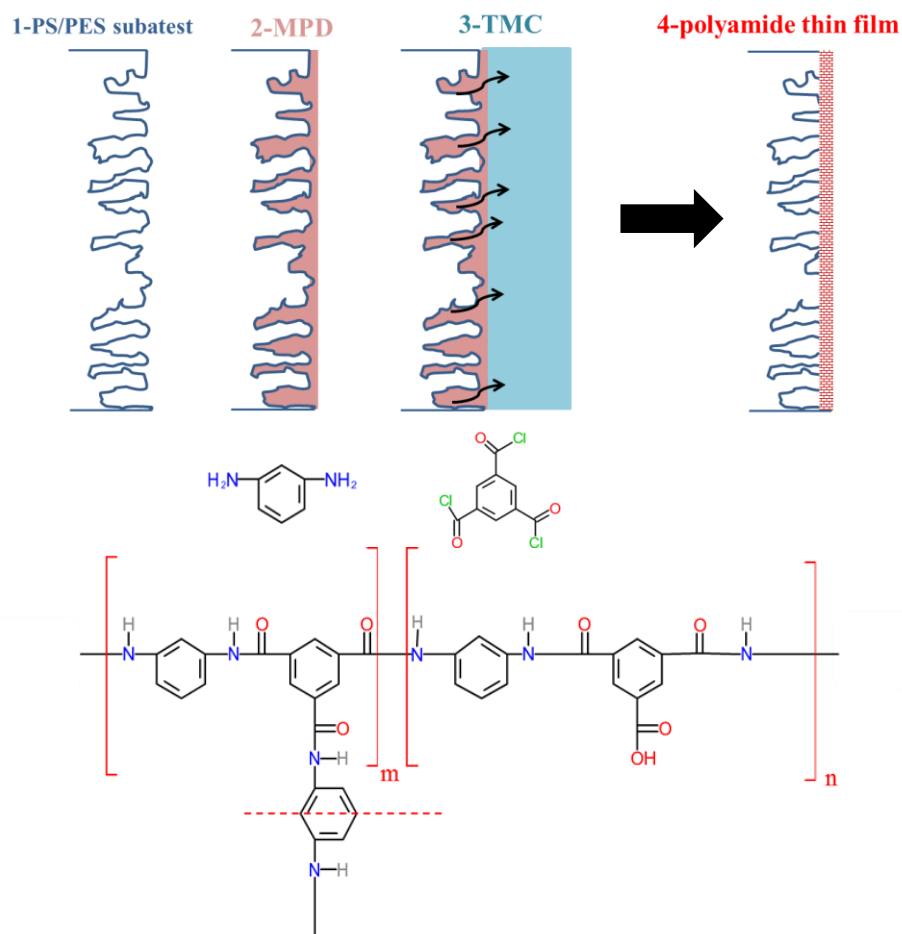 1-PS/PES subatest
2-MPD
3-TMC
4-polyamide thin film
H2N
NH2
O
Cl
Cl
O
O
Cl
H
H
O
O
H
H
O
O
H
N
N
N
N
N
O
O
N
H
OH
m
n
N
H